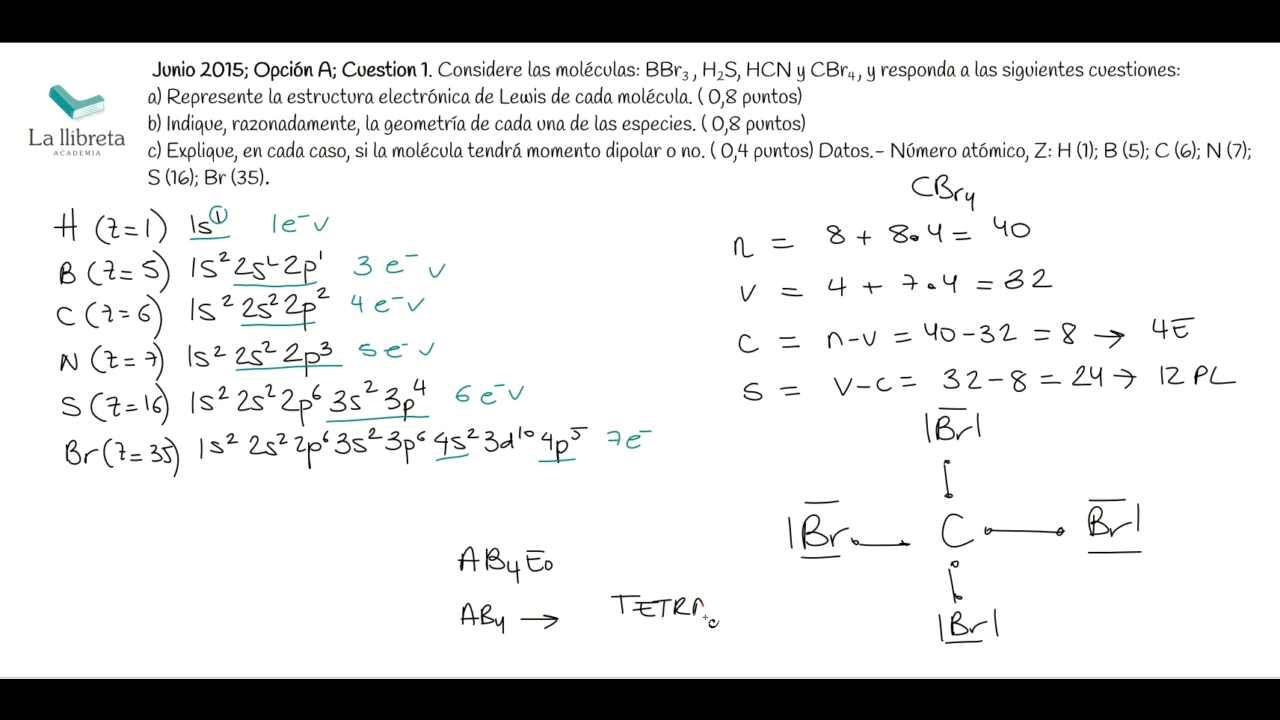 Junio 2015; Opción A; Cuestion 1. Considere las moléculas: BBr₃, H₂S, HCN y CBr₄, y responda a las siguientes cuestiones:
a) Represente la estructura electrónica de Lewis de cada molécula. ( 0,8 puntos)
b) Indique, razonadamente, la geometría de cada una de las especies. ( 0,8 puntos)
c) Explique, en cada caso, si la molécula tendrá momento dipolar o no. ( 0,4 puntos) Datos.- Número atómico, Z: H (1); B (5); C (6); N (7);
S (16); Br (35).
La llibreta
ACADEMIA
H (Z=1) 1s¹ 1e⁻v
B (Z=5) 1s² 2s² 2p¹ 3e⁻v
C (Z=6) 1s² 2s² 2p² 4e⁻v
N (Z=7) 1s² 2s² 2p³ 5e⁻v
S (Z=16) 1s² 2s² 2p⁶ 3s² 3p⁴ 6e⁻v
Br (Z=35) 1s² 2s² 2p⁶ 3s² 3p⁶ 4s² 3d¹⁰ 4p⁵ 7e⁻
CBr₄
n = 8 + 8·4 = 40
v = 4 + 7·4 = 32
C = n-v = 40-32 = 8 → 4E
S = v-c = 32-8 = 24 → 12 PL
|Br|
|Br C Br|
|Br|
AB₄E₀
AB₄ → TETRA